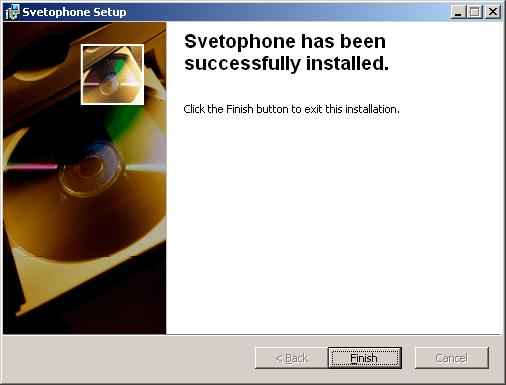 Svetophone Setup
Svetophone has been
successfully installed.
Click the Finish button to exit this installation.
< Back
Finish
Cancel